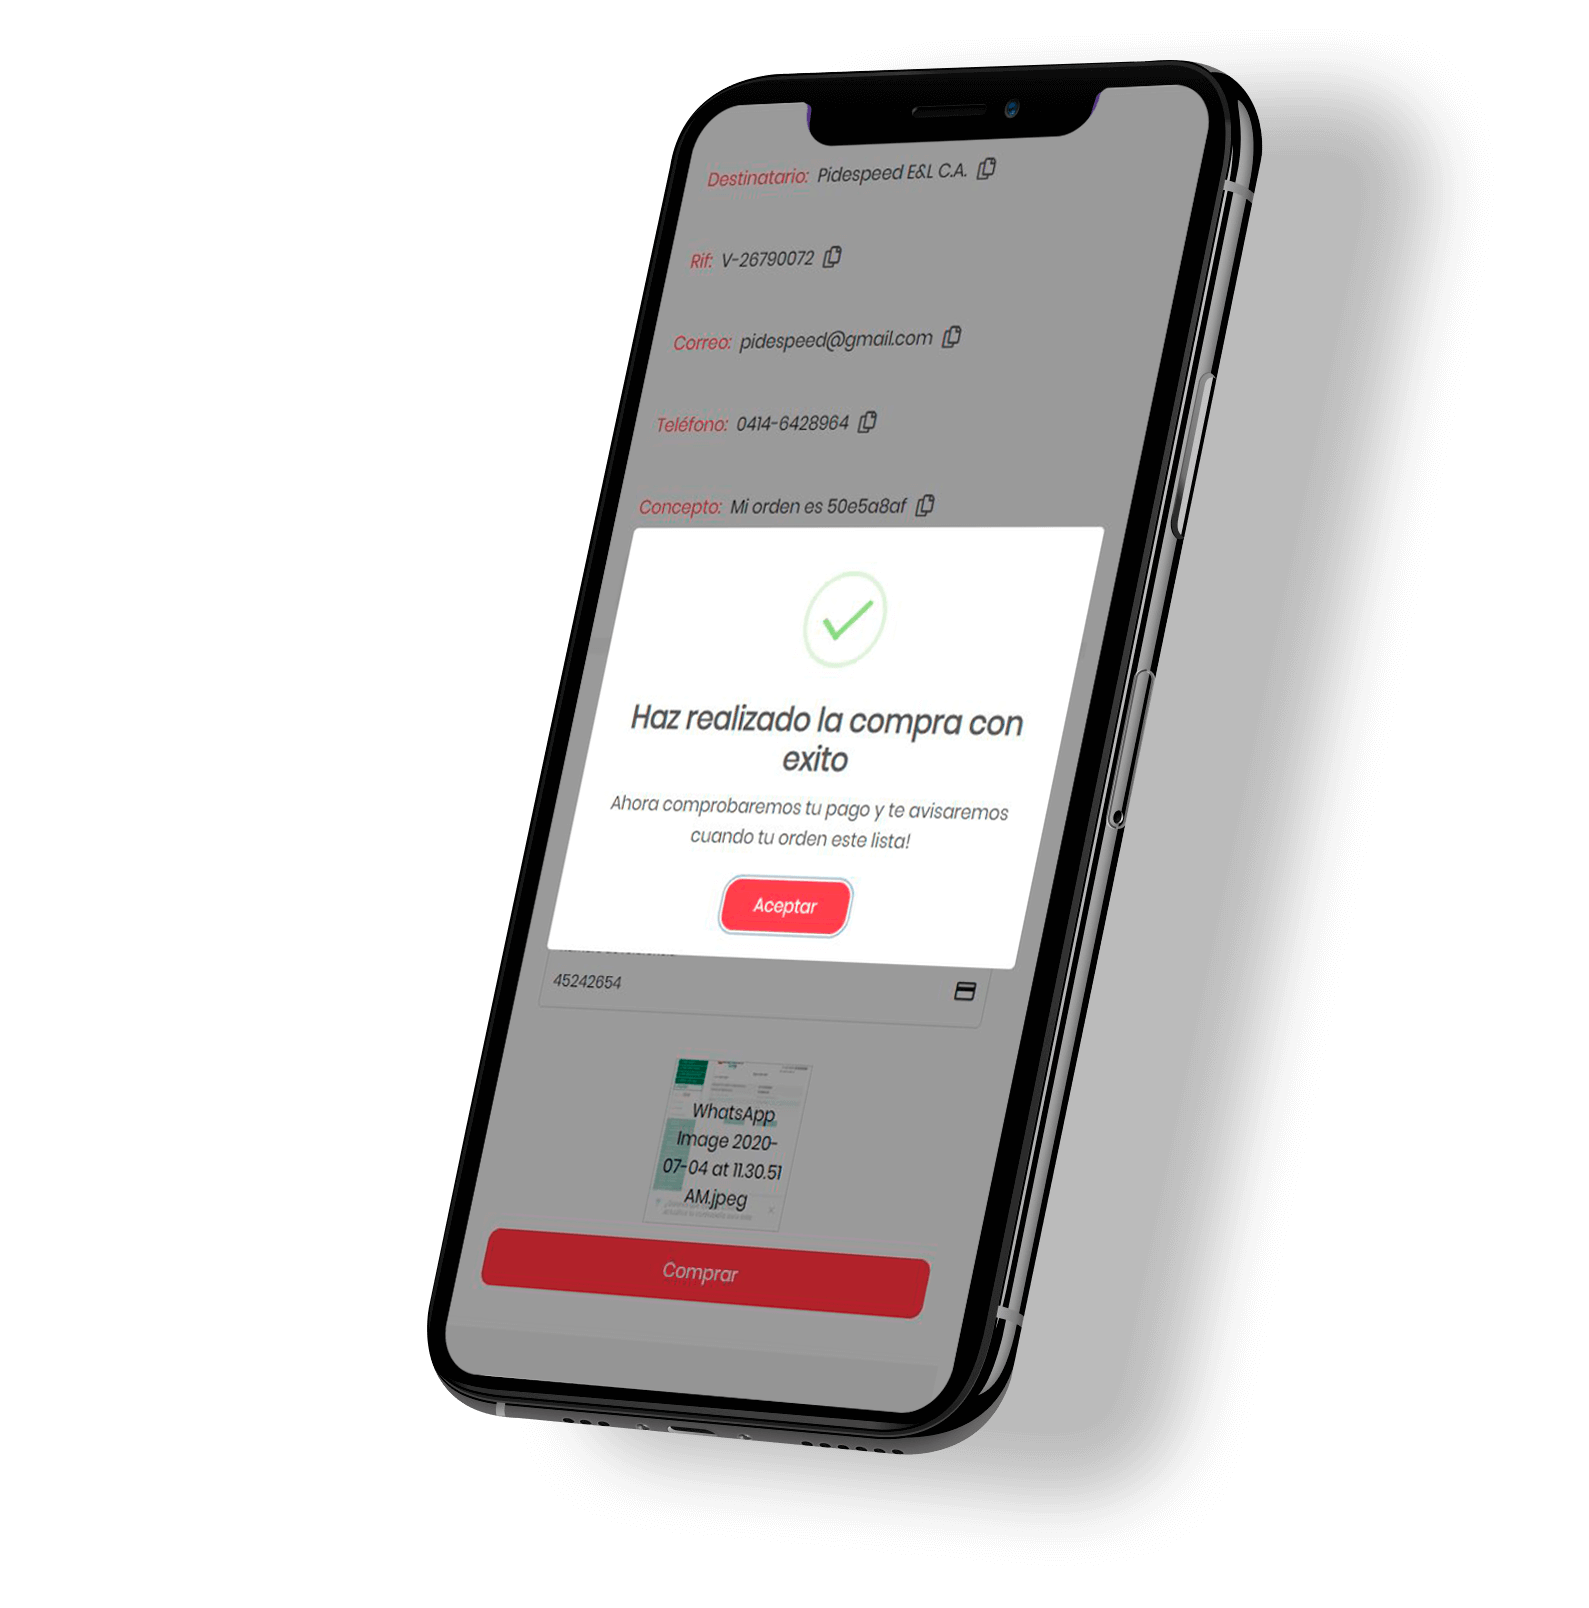 Destinatario: Pidespeed E&L C.A.
Rif: V-26790072
Correo: pidespeed@gmail.com
Teléfono: 0414-6428964
Concepto: Mi orden es 50e5a8af
Haz realizado la compra con
exito
Ahora comprobaremos tu pago y te avisaremos
cuando tu orden este lista!
Aceptar
45242654
WhatsApp
Image 2020-
07-04 at 11.30.51
AM.jpeg
Comprar